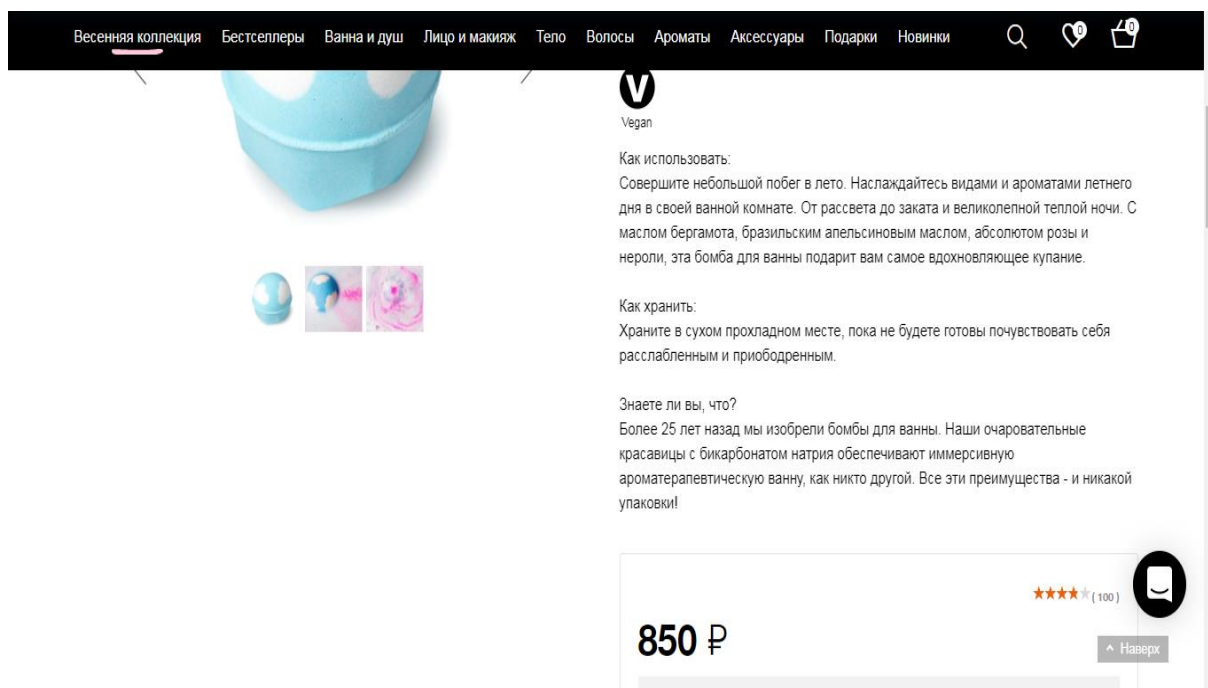 Весенняя коллекция Бестселлеры Ванна и душ Лицо и макияж Тело Волосы Ароматы Аксессуары Подарки Новинки 0 0
V
Vegan
Как использовать:
Совершите небольшой побег в лето. Наслаждайтесь видами и ароматами летнего
дня в своей ванной комнате. От рассвета до заката и великолепной теплой ночи. С
маслом бергамота, бразильским апельсиновым маслом, абсолютом розы и
нероли, эта бомба для ванны подарит вам самое вдохновляющее купание.
Как хранить:
Храните в сухом прохладном месте, пока не будете готовы почувствовать себя
расслабленным и приободренным.
Знаете ли вы, что?
Более 25 лет назад мы изобрели бомбы для ванны. Наши очаровательные
красавицы с бикарбонатом натрия обеспечивают иммерсивную
ароматерапевтическую ванну, как никто другой. Все эти преимущества - и никакой
упаковки!
( 100 )
850 ₽
Наверх